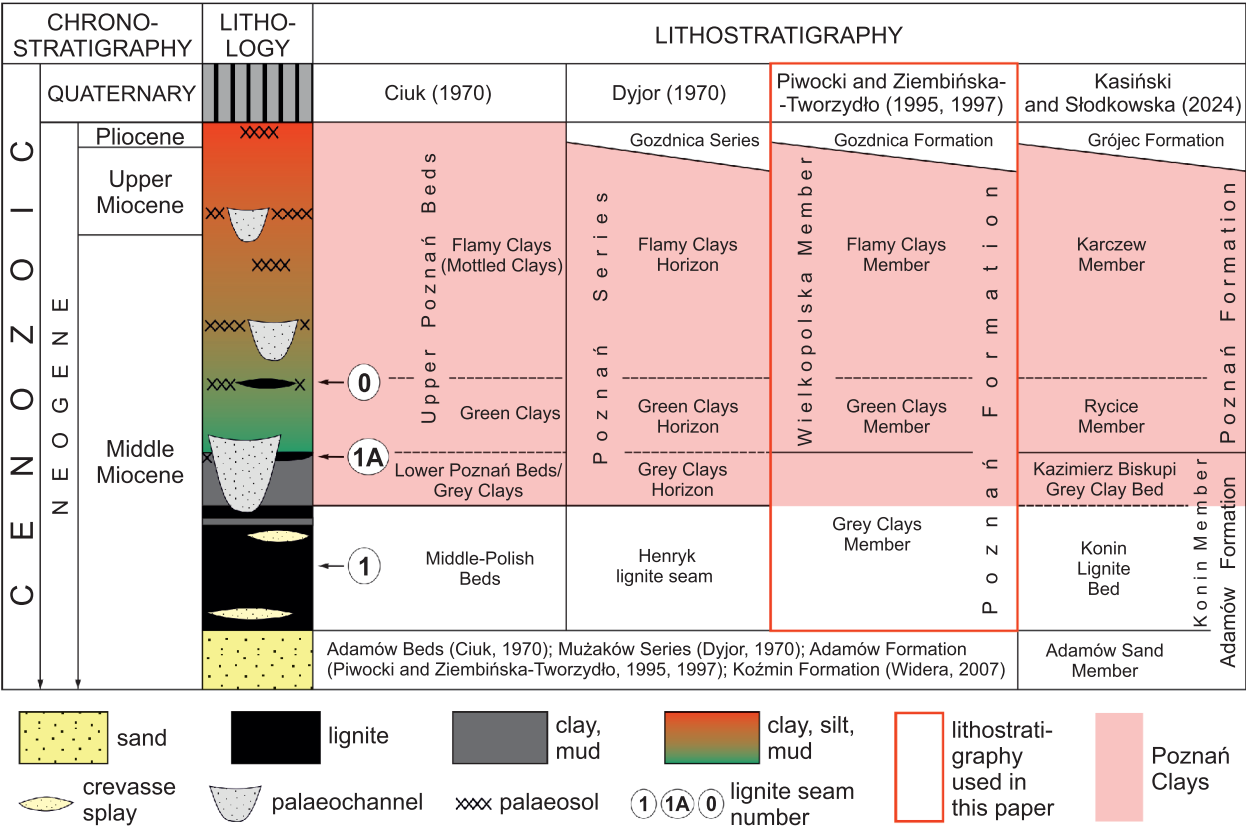 CHRONO-
STRATIGRAPHY
LITHO-
LOGY
LITHOSTRATIGRAPHY
QUATERNARY
Ciuk (1970)
Dyjor (1970)
Piwocki and Ziembińska-
-Tworzydło (1995, 1997)
Kasiński
and Słodkowska (2024)
CENOZOIC
NEOGENE
Pliocene
Upper
Miocene
Middle
Miocene
0
1A
1
Upper Poznań Beds
Flamy Clays
(Mottled Clays)
Green Clays
Lower Poznań Beds/
Grey Clays
Middle-Polish
Beds
Gozdnica Series
Poznań Series
Flamy Clays
Horizon
Green Clays
Horizon
Grey Clays
Horizon
Henryk
lignite seam
Gozdnica Formation
Wielkopolska Member
Flamy Clays
Member
Green Clays
Member
Grey Clays
Member
Poznań Formation
Grójec Formation
Karczew
Member
Rycice
Member
Poznań Formation
Kazimierz Biskupi
Grey Clay Bed
Konin
Lignite
Bed
Konin Member
Adamów Formation
Adamów Beds (Ciuk, 1970); Mużaków Series (Dyjor, 1970); Adamów Formation
(Piwocki and Ziembińska-Tworzydło, 1995, 1997); Koźmin Formation (Widera, 2007)
Adamów Sand
Member
sand
lignite
clay,
mud
clay, silt,
mud
lithostrati-
graphy
used in
this paper
Poznań
Clays
crevasse
splay
palaeochannel
palaeosol
1 1A 0
lignite seam
number